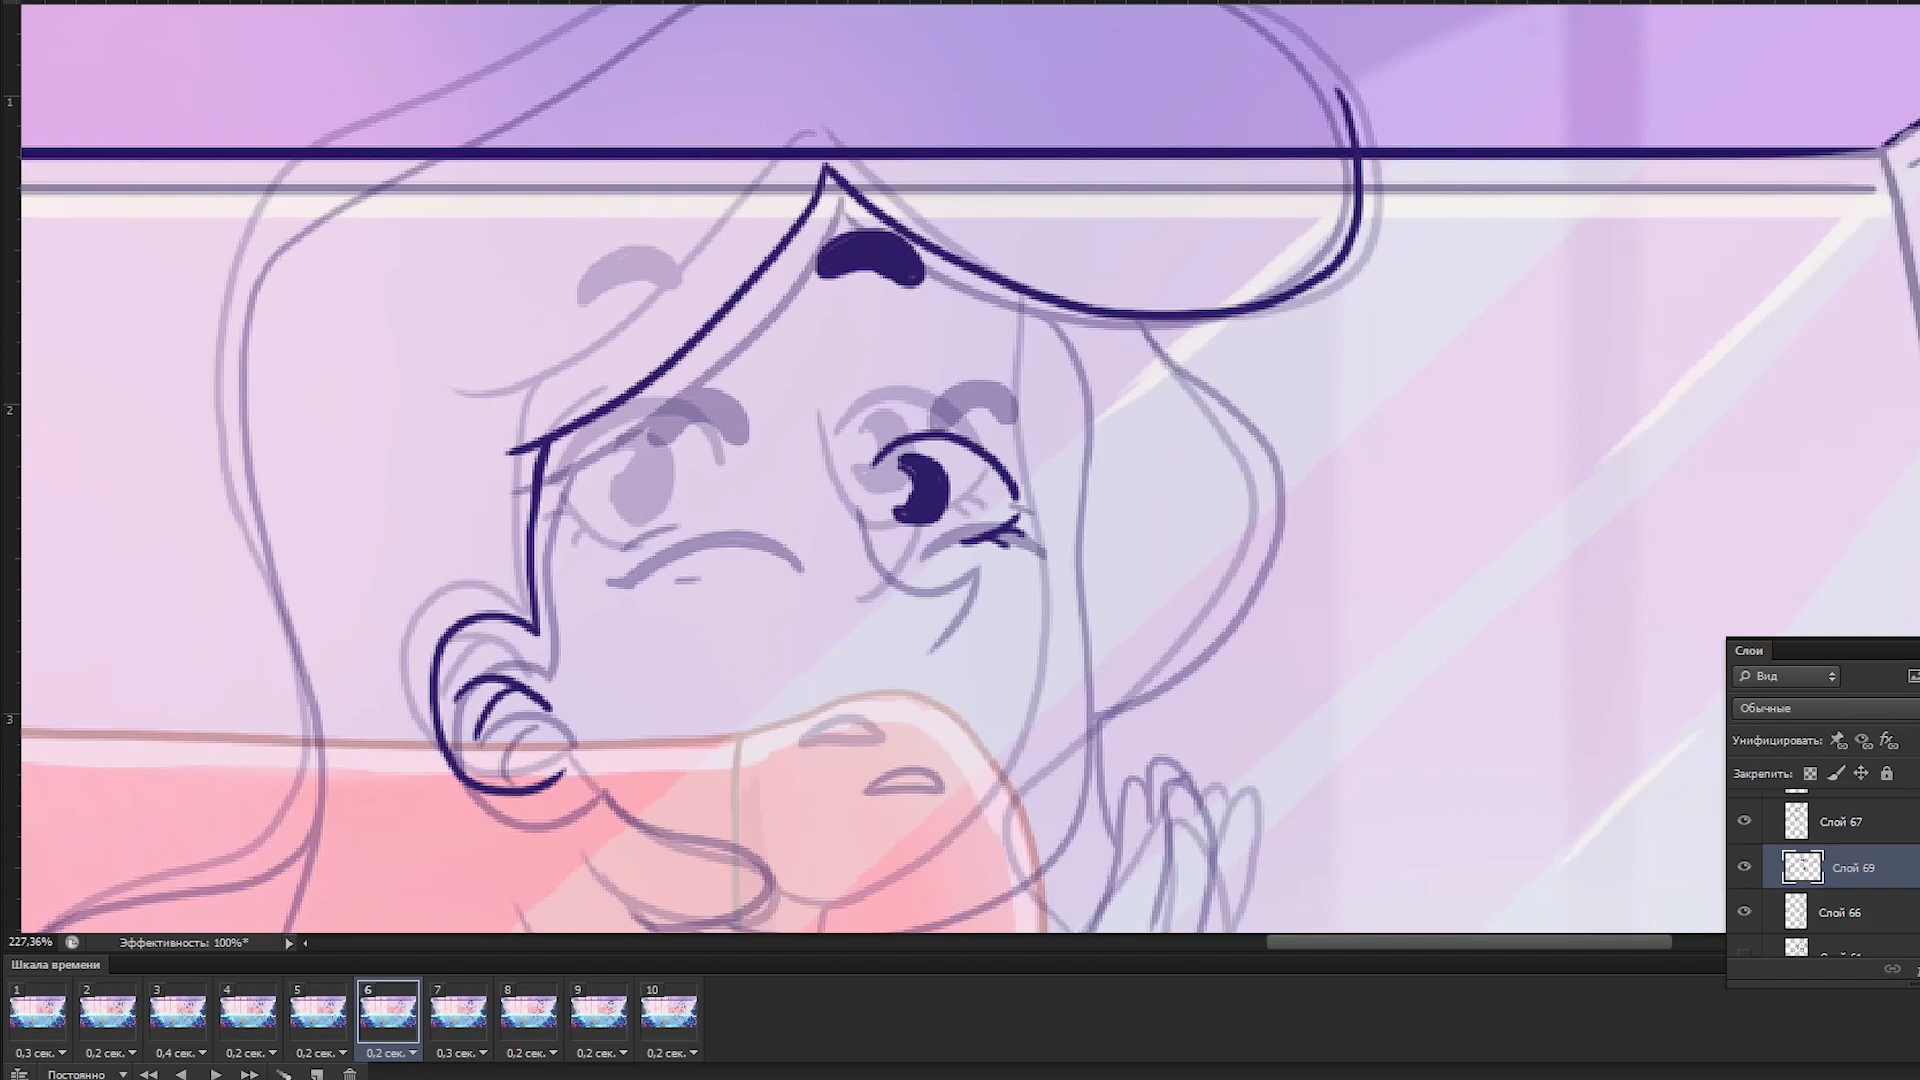 1
2
3
Слои
Вид
Обычные
Унифицировать:
Закрепить:
Слой 67
Слой 69
Слой 66
227,36% Эффективность: 100%*
Шкала времени
1 2 3 4 5 6 7 8 9 10
0,3 сек. 0,2 сек. 0,4 сек. 0,2 сек. 0,2 сек. 0,2 сек. 0,3 сек. 0,2 сек. 0,2 сек. 0,2 сек.
Постоянно